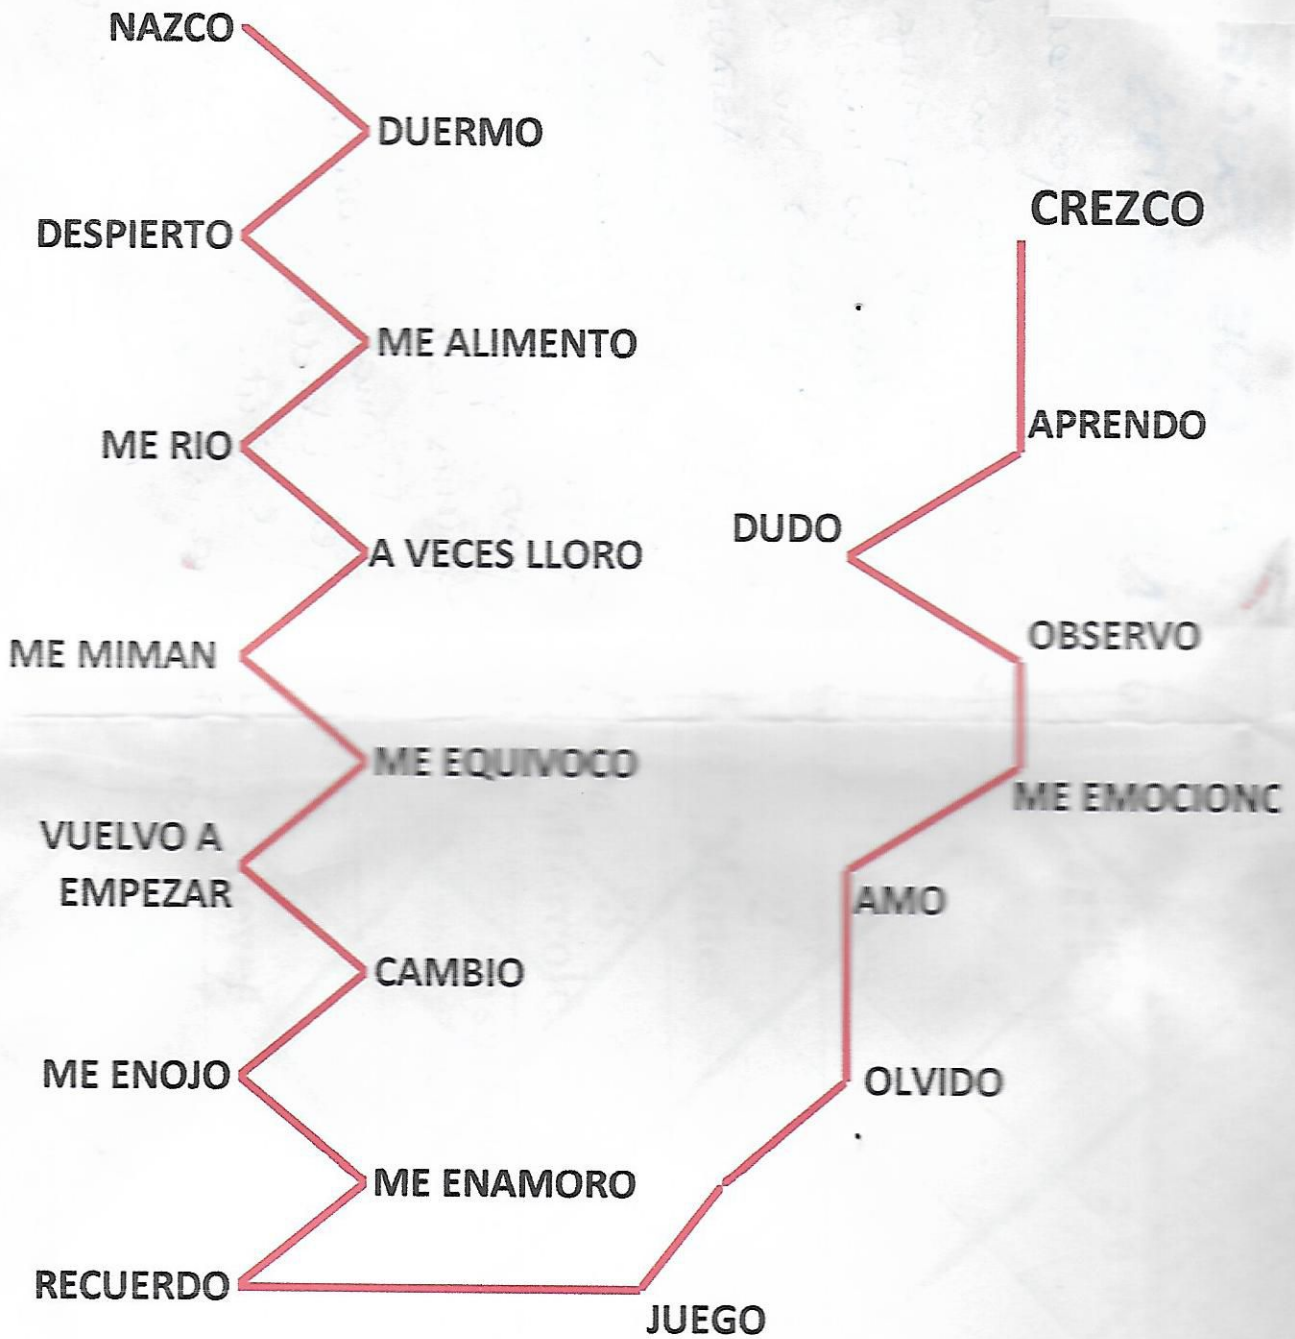 NAZCO
DUERMO
DESPIERTO
ME ALIMENTO
ME RIO
A VECES LLORO
ME MIMAN
ME EQUIVOCO
VUELVO A
EMPEZAR
CAMBIO
ME ENOJO
ME ENAMORO
RECUERDO
JUEGO
OLVIDO
AMO
ME EMOCIONC
OBSERVO
DUDO
APRENDO
CREZCO